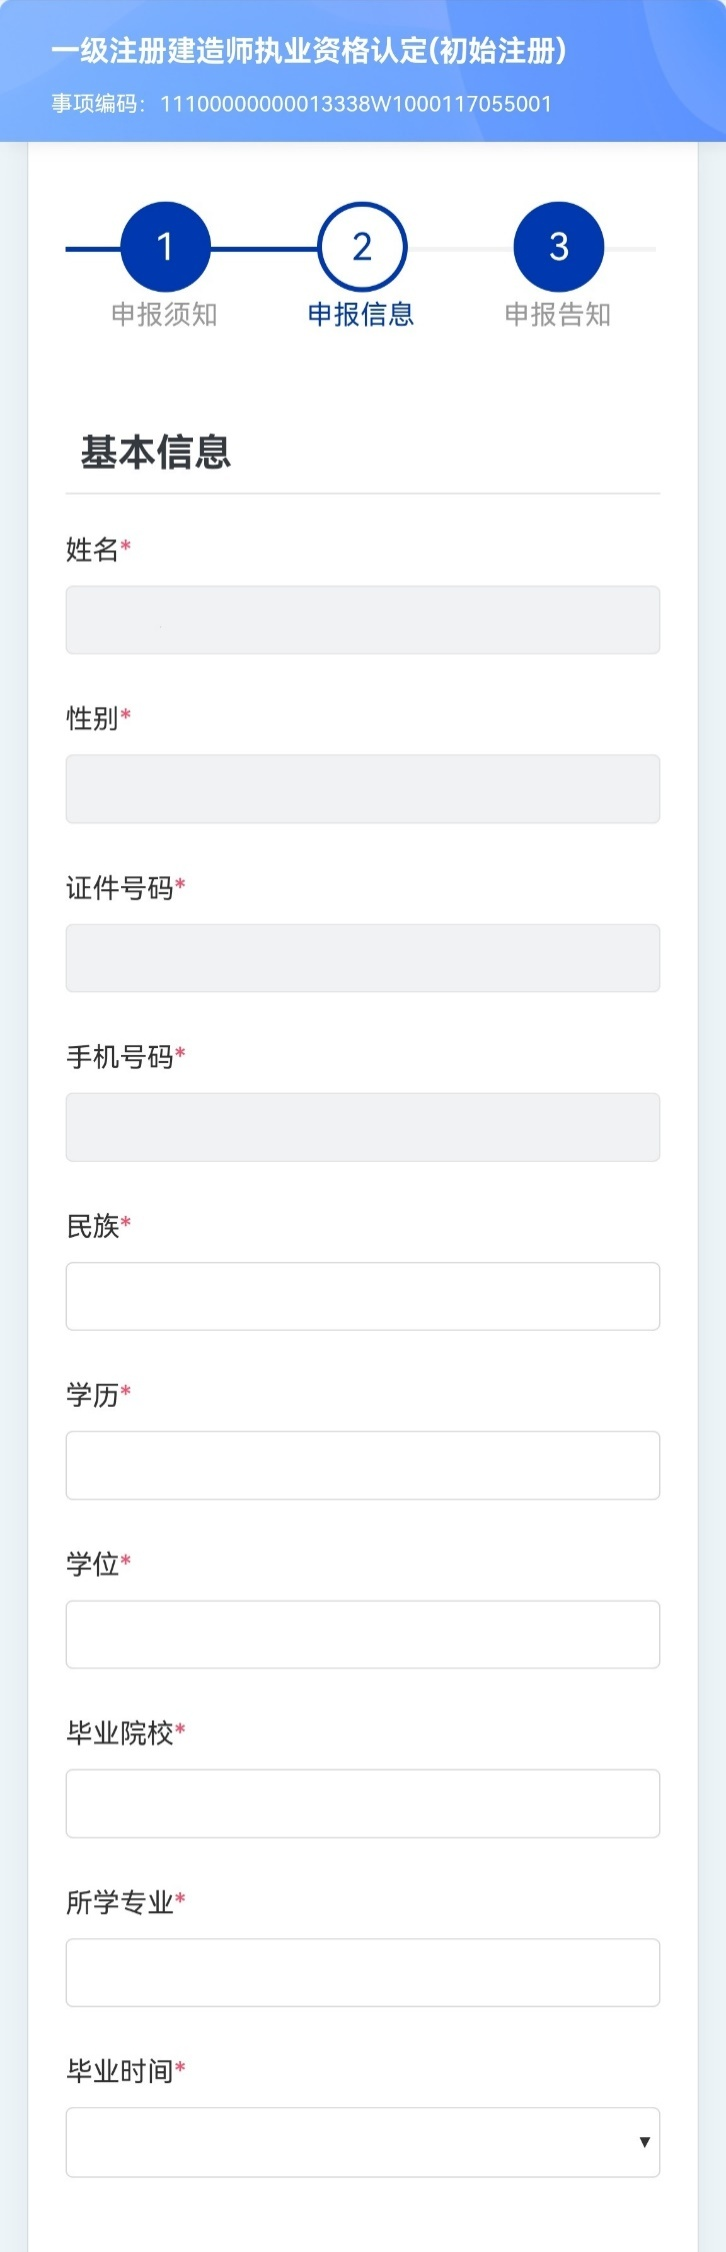 一级注册建造师执业资格认定(初始注册)
事项编码：11100000000013338W1000117055001
1
2
3
申报须知
申报信息
申报告知
基本信息
姓名*
性别*
证件号码*
手机号码*
民族*
学历*
学位*
毕业院校*
所学专业*
毕业时间*